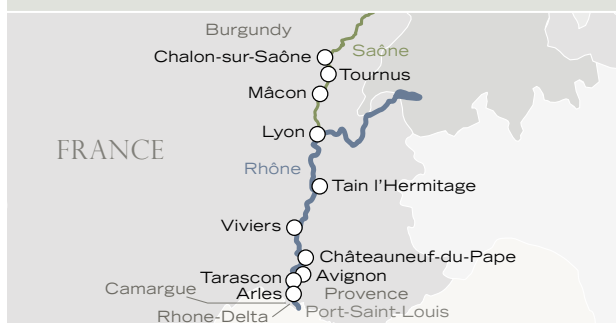 Burgundy
Saône
Chalon-sur-Saône
Tournus
Mâcon
Lyon
FRANCE
Rhône
Tain l'Hermitage
Viviers
Châteauneuf-du-Pape
Tarascon
Avignon
Camargue
Arles
Provence
Rhone-Delta
Port-Saint-Louis